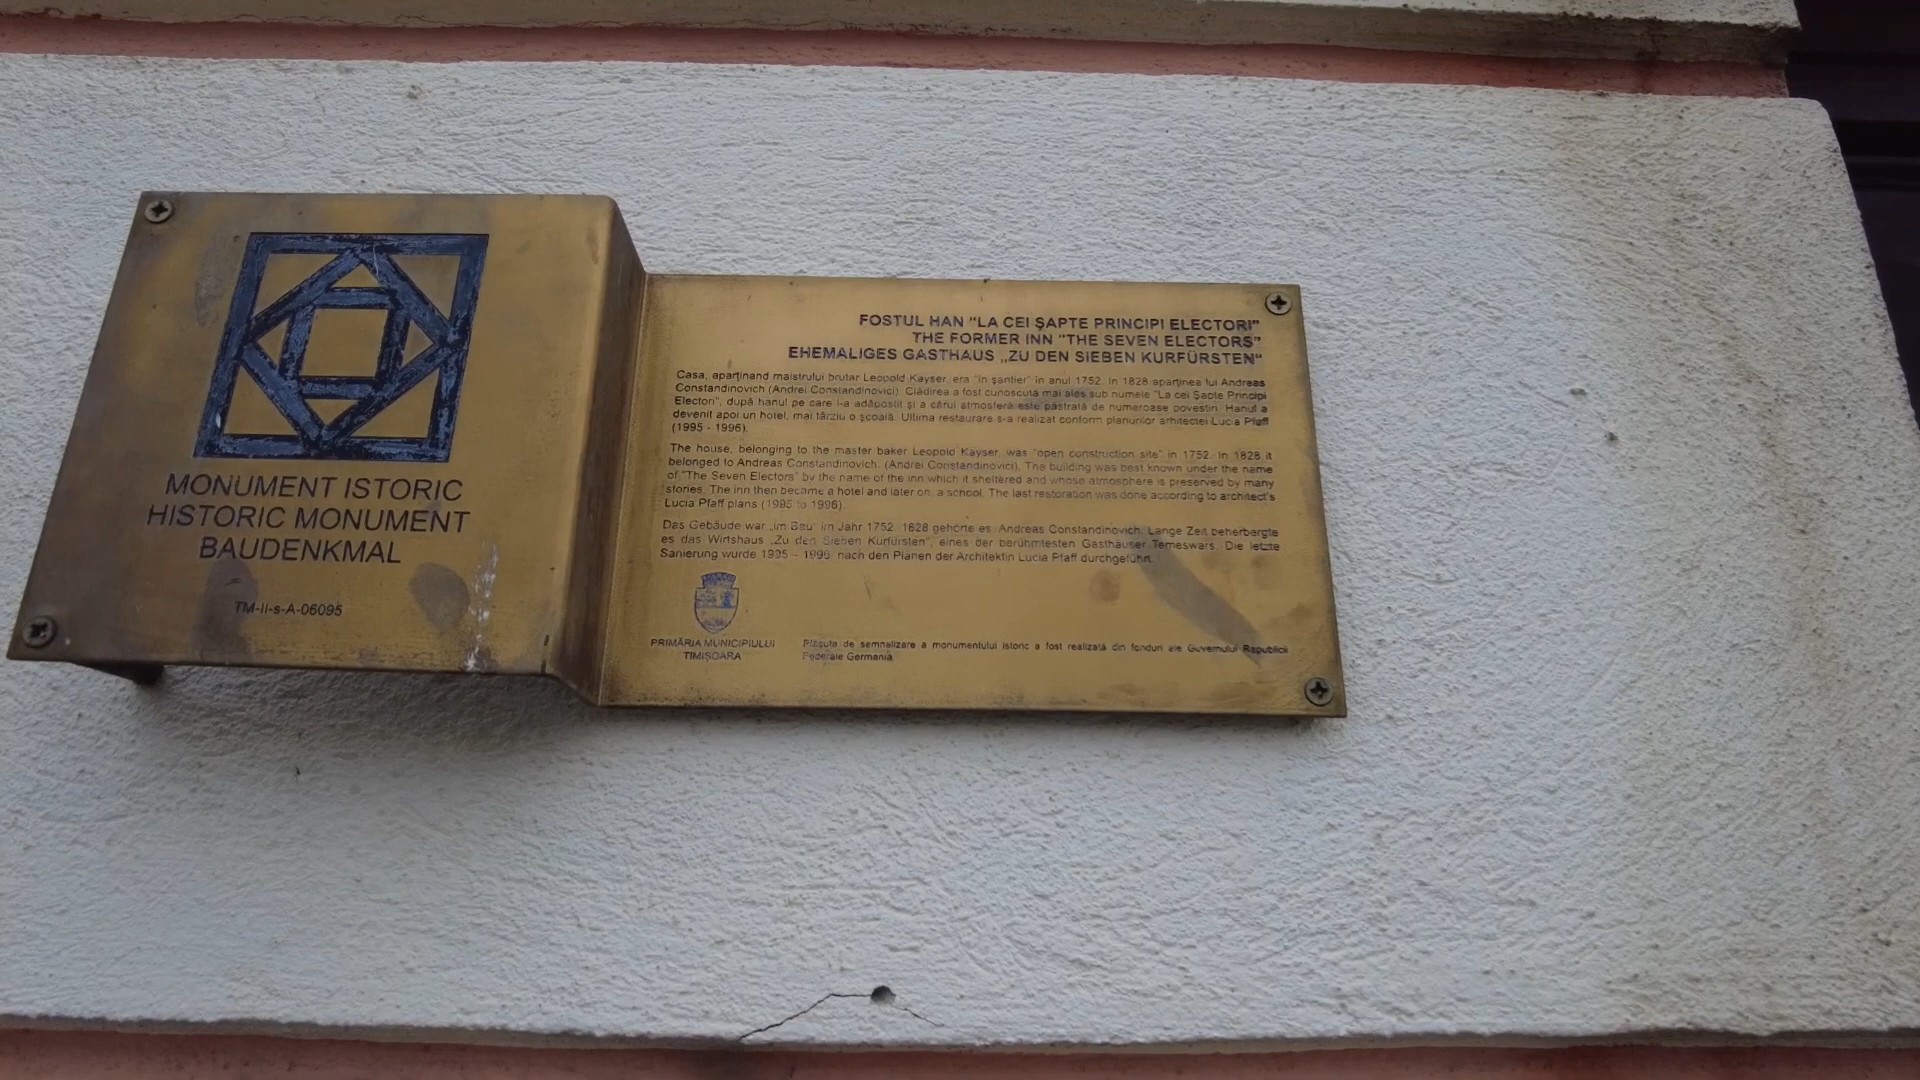 MONUMENT ISTORIC
HISTORIC MONUMENT
BAUDENKMAL
TM-II-s-A-06095
FOSTUL HAN "LA CEI ŞAPTE PRINCIPI ELECTORI"
THE FORMER INN "THE SEVEN ELECTORS"
EHEMALIGES GASTHAUS „ZU DEN SIEBEN KURFÜRSTEN“
Casa, aparţinand maistrului brutar Leopold Kayser, era "în şantier" în anul 1752. În 1828 aparţinea lui Andreas
Constandinovich (Andrei Constandinovici). Clădirea a fost cunoscută mai ales sub numele "La cei Şapte Principi
Electori", după hanul pe care l-a adăpostit şi a cărui atmosferă este păstrată de numeroase povestiri. Hanul a
devenit apoi un hotel, mai târziu o şcoală. Ultima restaurare s-a realizat conform planurilor arhitectei Lucia Pfaff
(1995 - 1996).
The house, belonging to the master baker Leopold Kayser, was "open construction site" in 1752. In 1828 it
belonged to Andreas Constandinovich. (Andrei Constandinovici). The building was best known under the name
of "The Seven Electors" by the name of the inn which it sheltered and whose atmosphere is preserved by many
stories. The inn then became a hotel and later on, a school. The last restoration was done according to architect's
Lucia Pfaff plans (1995 to 1996).
Das Gebäude war „im Bau“ im Jahr 1752. 1828 gehörte es Andreas Constandinovich. Lange Zeit beherbergte
es das Wirtshaus „Zu den Sieben Kurfürsten“, eines der berühmtesten Gasthäuser Temeswars. Die letzte
Sanierung wurde 1995 - 1996 nach den Plänen der Architektin Lucia Pfaff durchgeführt.
PRIMĂRIA MUNICIPIULUI
TIMIŞOARA
Plăcuţa de semnalizare a monumentului istoric a fost realizată din fonduri ale Guvernului Republicii
Federale Germania.